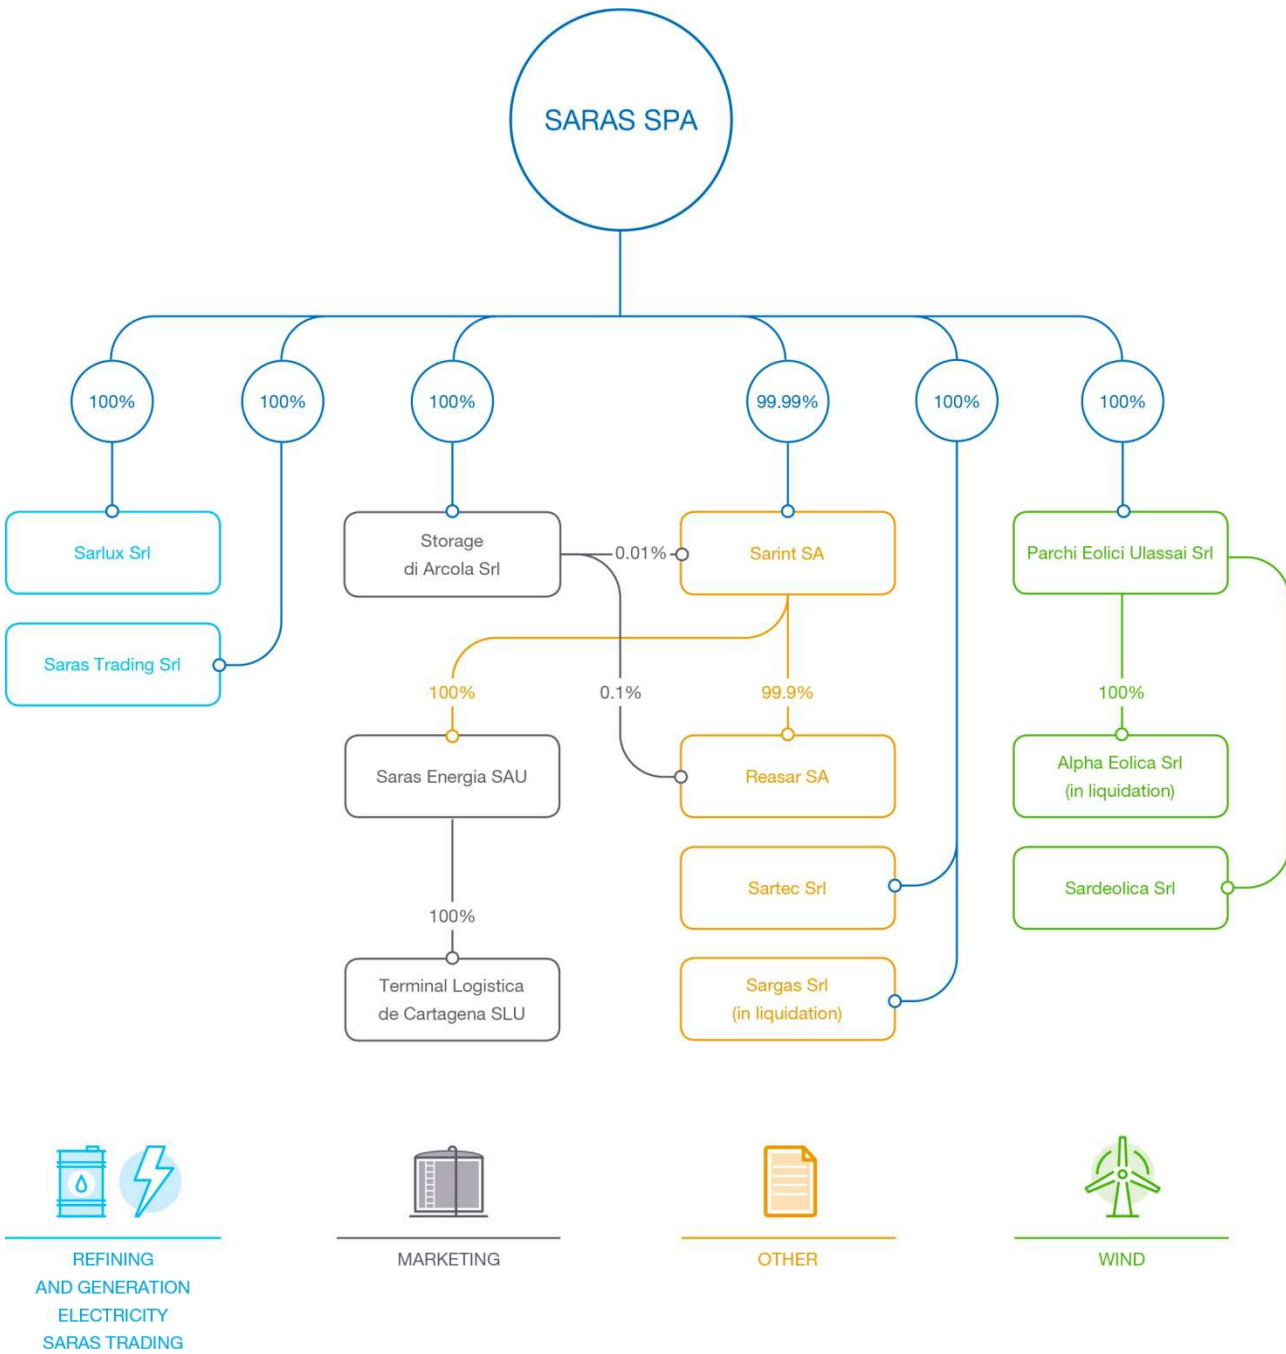 SARAS SPA
100%
100%
100%
99.99%
100%
100%
Sarlux Srl
Storage
di Arcola Srl
0.01%
Sarint SA
Parchi Eolici Ulassai Srl
Saras Trading Srl
100%
0.1%
99.9%
100%
Saras Energia SAU
Reasar SA
Alpha Eolica Srl
(in liquidation)
Sartec Srl
Sardeolica Srl
100%
Terminal Logistica
de Cartagena SLU
Sargas Srl
(in liquidation)
REFINING
AND GENERATION
ELECTRICITY
SARAS TRADING
MARKETING
OTHER
WIND